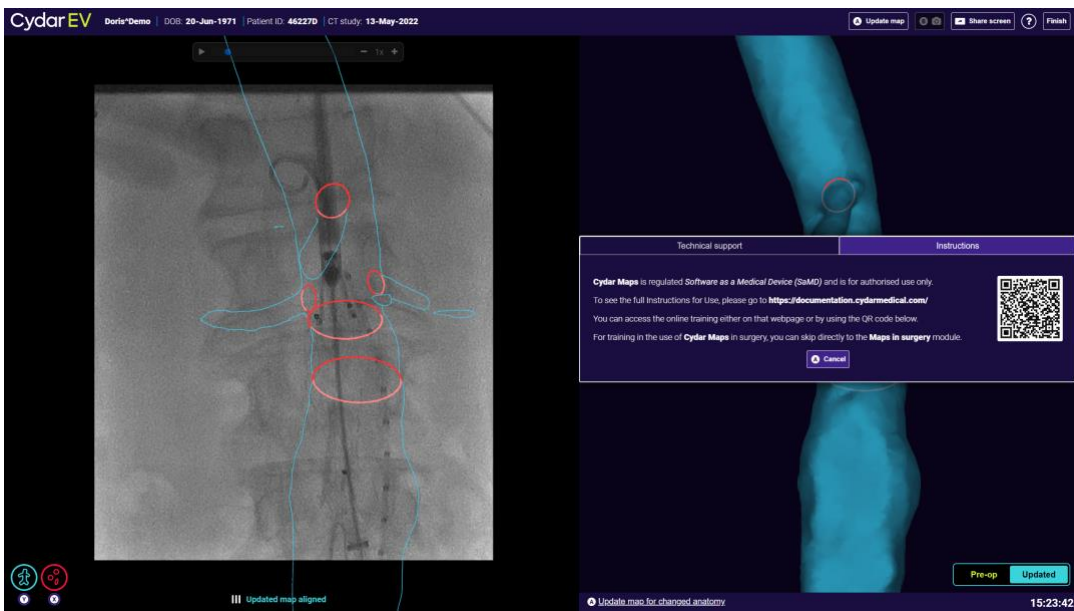 Cydar EV Doris^Demo | DOB: 20-Jun-1971 | Patient ID: 46227D | CT study: 13-May-2022
A Update map
B
Share screen
?
Finish
1x
Technical support
Instructions
Cydar Maps is regulated Software as a Medical Device (SaMD) and is for authorised use only.
To see the full Instructions for Use, please go to https://documentation.cydarmedical.com/
You can access the online training either on that webpage or by using the QR code below.
For training in the use of Cydar Maps in surgery, you can skip directly to the Maps in surgery module.
A Cancel
Pre-op
Updated
Y
X
Updated map aligned
A Update map for changed anatomy
15:23:42